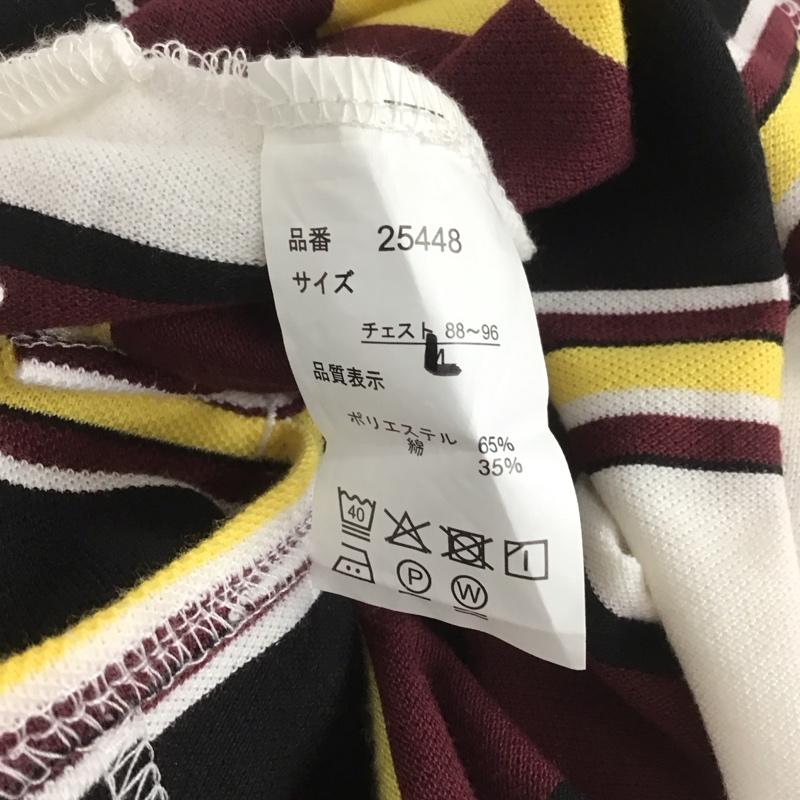 品番 25448
サイズ
チェスト 88～96
L
品質表示
ポリエステル 65%
綿 35%
40
P
W